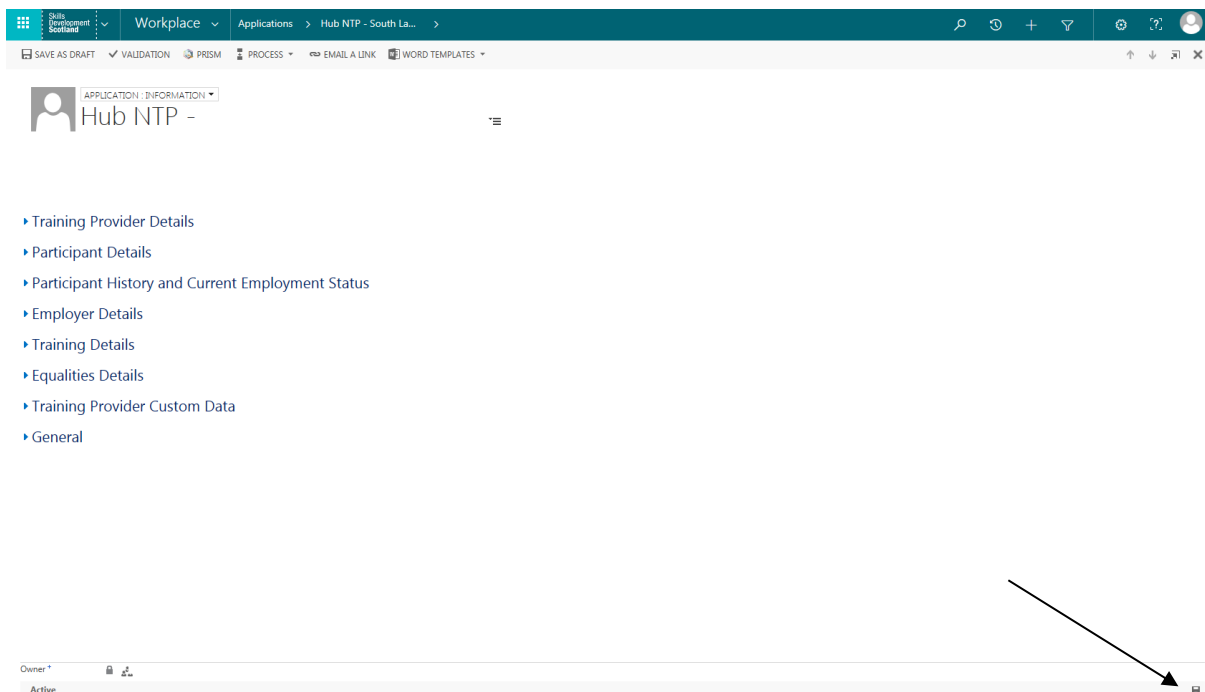 Skills Development Scotland
Workplace
Applications > Hub NTP - South La... >
SAVE AS DRAFT VALIDATION PRISM PROCESS EMAIL A LINK WORD TEMPLATES
APPLICATION : INFORMATION
Hub NTP -
Training Provider Details
Participant Details
Participant History and Current Employment Status
Employer Details
Training Details
Equalities Details
Training Provider Custom Data
General
Owner +
Active